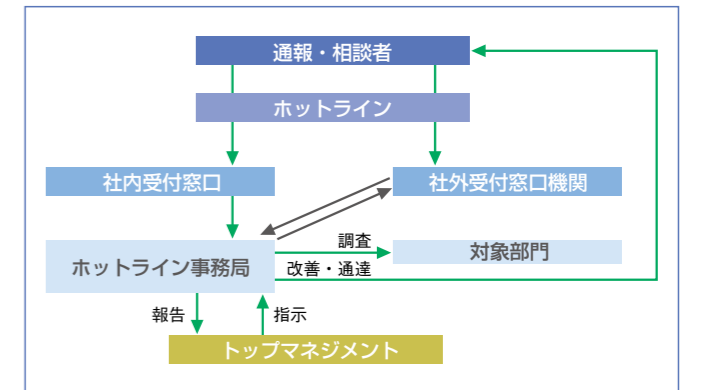 通報・相談者
ホットライン
社内受付窓口
社外受付窓口機関
調査
対象部門
ホットライン事務局
改善・通達
報告
指示
トップマネジメント